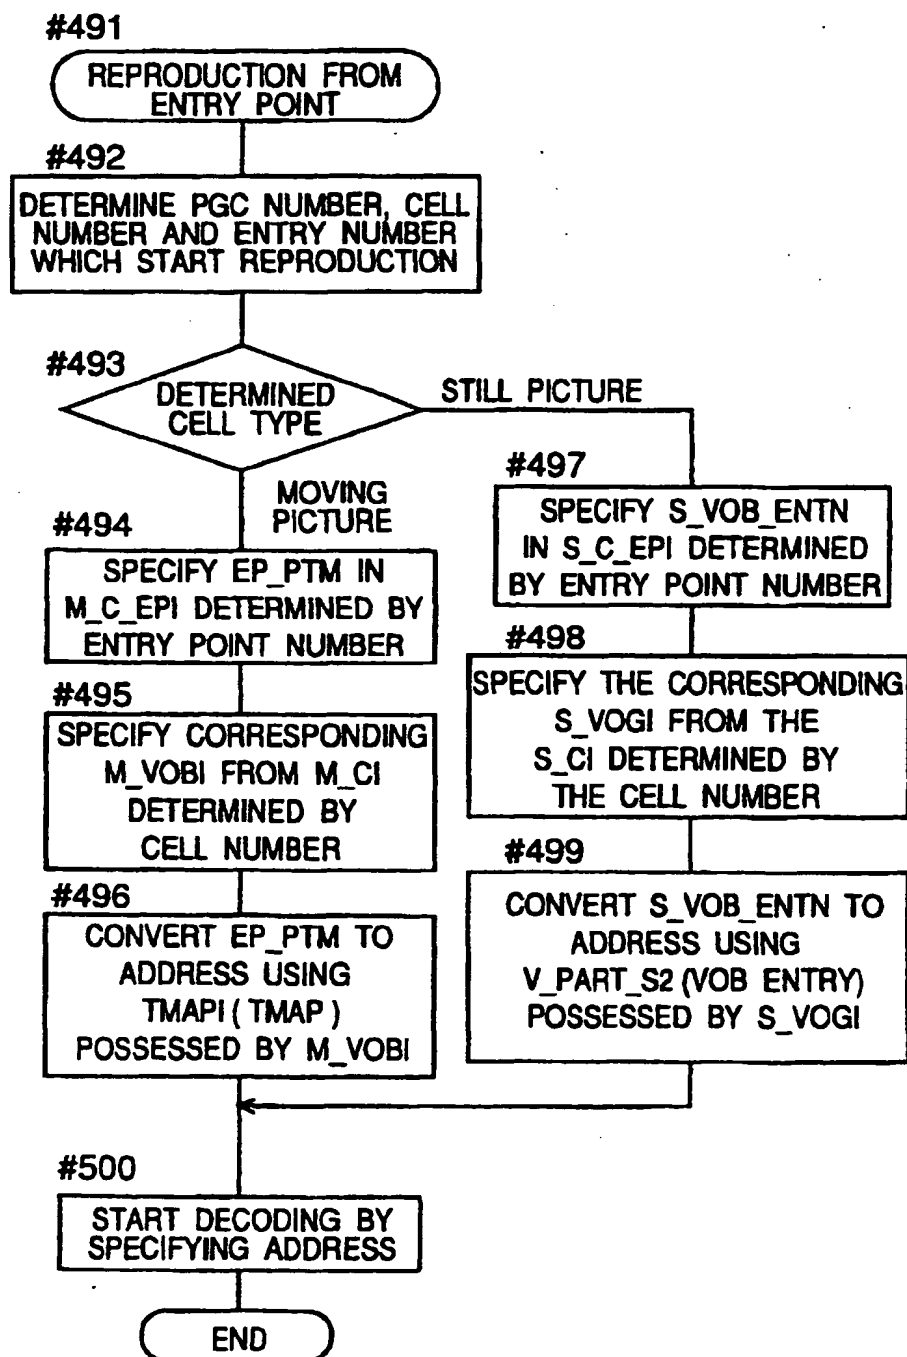 #491
REPRODUCTION FROM
ENTRY POINT
#492
DETERMINE PGC NUMBER, CELL
NUMBER AND ENTRY NUMBER
WHICH START REPRODUCTION
#493
DETERMINED
CELL TYPE
STILL PICTURE
MOVING
PICTURE
#494
SPECIFY EP_PTM IN
M_C_EPI DETERMINED BY
ENTRY POINT NUMBER
#495
SPECIFY CORRESPONDING
M_VOBI FROM M_CI
DETERMINED BY
CELL NUMBER
#496
CONVERT EP_PTM TO
ADDRESS USING
TMAPI ( TMAP )
POSSESSED BY M_VOBI
#497
SPECIFY S_VOB_ENTN
IN S_C_EPI DETERMINED
BY ENTRY POINT NUMBER
#498
SPECIFY THE CORRESPONDING
S_VOGI FROM THE
S_CI DETERMINED BY
THE CELL NUMBER
#499
CONVERT S_VOB_ENTN TO
ADDRESS USING
V_PART_S2 (VOB ENTRY)
POSSESSED BY S_VOGI
#500
START DECODING BY
SPECIFYING ADDRESS
END